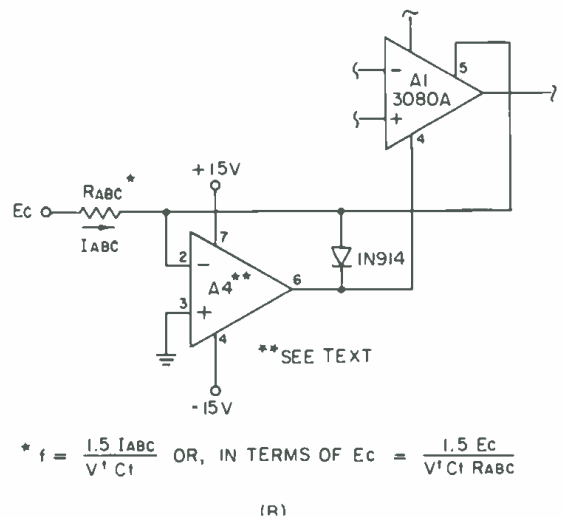 5
−
A1
3080A
+
4
+15V
RABC*
EC
IABC
7
2
−
A4**
6
1N914
3
+
4
**SEE TEXT
-15V
* f = 1.5 IABC / V† Ct OR, IN TERMS OF EC = 1.5 EC / V† Ct RABC
(B)